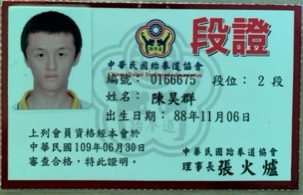 段證
中華民國跆拳道協會
編號： 0166675 段位：2段
姓名： 陳昊群
出生日期： 88年11月06日
上列會員資格經本會於
中華民國109年06月30日
審查合格，特此證明。
中華民國跆拳道協會
理事長 張火爐